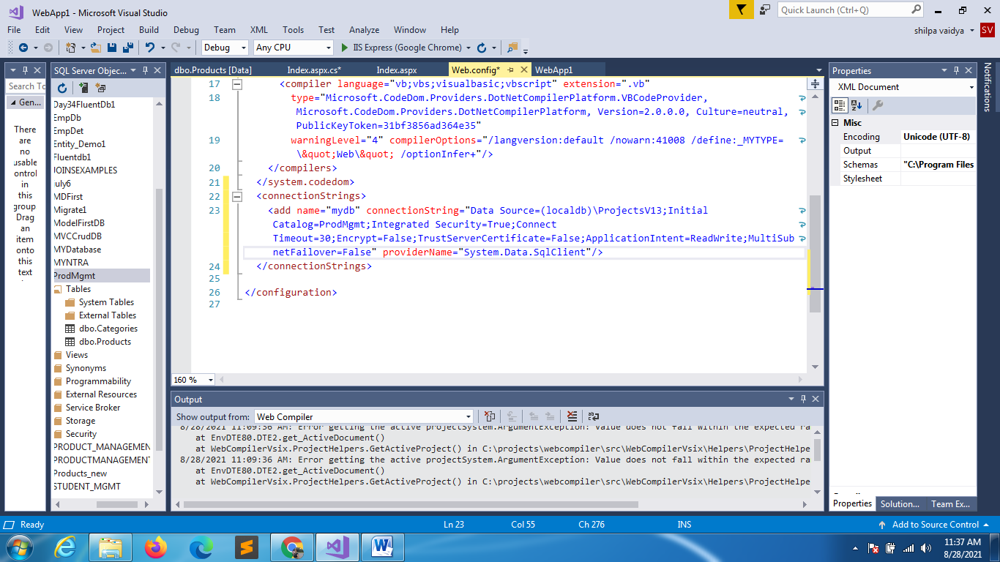 WebApp1 - Microsoft Visual Studio
Quick Launch (Ctrl+Q)
File Edit View Project Build Debug Team XML Tools Test Analyze Window Help
shilpa vaidya SV
Debug Any CPU IIS Express (Google Chrome)
Search To
Gen...
There
are
no
usable
ontrol
in
this
group
Drag
an
item
onto
this
text
SQL Server Objec...
Day34FluentDb1
EmpDb
EmpDet
Entity_Demo1
Fluentdb1
JOINSEXAMPLES
july6
MDFirst
Migrate1
ModelFirstDB
MVCCrudDB
MYDatabase
MYNTRA
ProdMgmt
Tables
System Tables
External Tables
dbo.Categories
dbo.Products
Views
Synonyms
Programmability
External Resources
Service Broker
Storage
Security
PRODUCT_MANAGEMEN
PRODUCTMANAGEMENT
Products_new
STUDENT_MGMT
dbo.Products [Data] Index.aspx.cs* Index.aspx Web.config* WebApp1
17 <compiler language="vb;vbs;visualbasic;vbscript" extension=".vb"
18 type="Microsoft.CodeDom.Providers.DotNetCompilerPlatform.VBCodeProvider,
Microsoft.CodeDom.Providers.DotNetCompilerPlatform, Version=2.0.0.0, Culture=neutral,
PublicKeyToken=31bf3856ad364e35"
19 warningLevel="4" compilerOptions="/langversion:default /nowarn:41008 /define:_MYTYPE=
\&quot;Web\&quot; /optionInfer+"/>
20 </compilers>
21 </system.codedom>
22 <connectionStrings>
23 <add name="mydb" connectionString="Data Source=(localdb)\ProjectsV13;Initial
Catalog=ProdMgmt;Integrated Security=True;Connect
Timeout=30;Encrypt=False;TrustServerCertificate=False;ApplicationIntent=ReadWrite;MultiSub
netFailover=False" providerName="System.Data.SqlClient"/>
24 </connectionStrings>
25
26 </configuration>
27
160 %
Output
Show output from: Web Compiler
8/28/2021 11:09:36 AM: Error getting the active projectSystem.ArgumentException: Value does not fall within the expected ra
at EnvDTE80.DTE2.get_ActiveDocument()
at WebCompilerVsix.ProjectHelpers.GetActiveProject() in C:\projects\webcompiler\src\WebCompilerVsix\Helpers\ProjectHelpe
8/28/2021 11:09:36 AM: Error getting the active projectSystem.ArgumentException: Value does not fall within the expected ra
at EnvDTE80.DTE2.get_ActiveDocument()
at WebCompilerVsix.ProjectHelpers.GetActiveProject() in C:\projects\webcompiler\src\WebCompilerVsix\Helpers\ProjectHelpe
Properties
XML Document
Misc
Encoding Unicode (UTF-8)
Output
Schemas "C:\Program Files
Stylesheet
Properties Solution... Team Ex...
Notifications
Ready Ln 23 Col 55 Ch 276 INS Add to Source Control
11:37 AM
8/28/2021